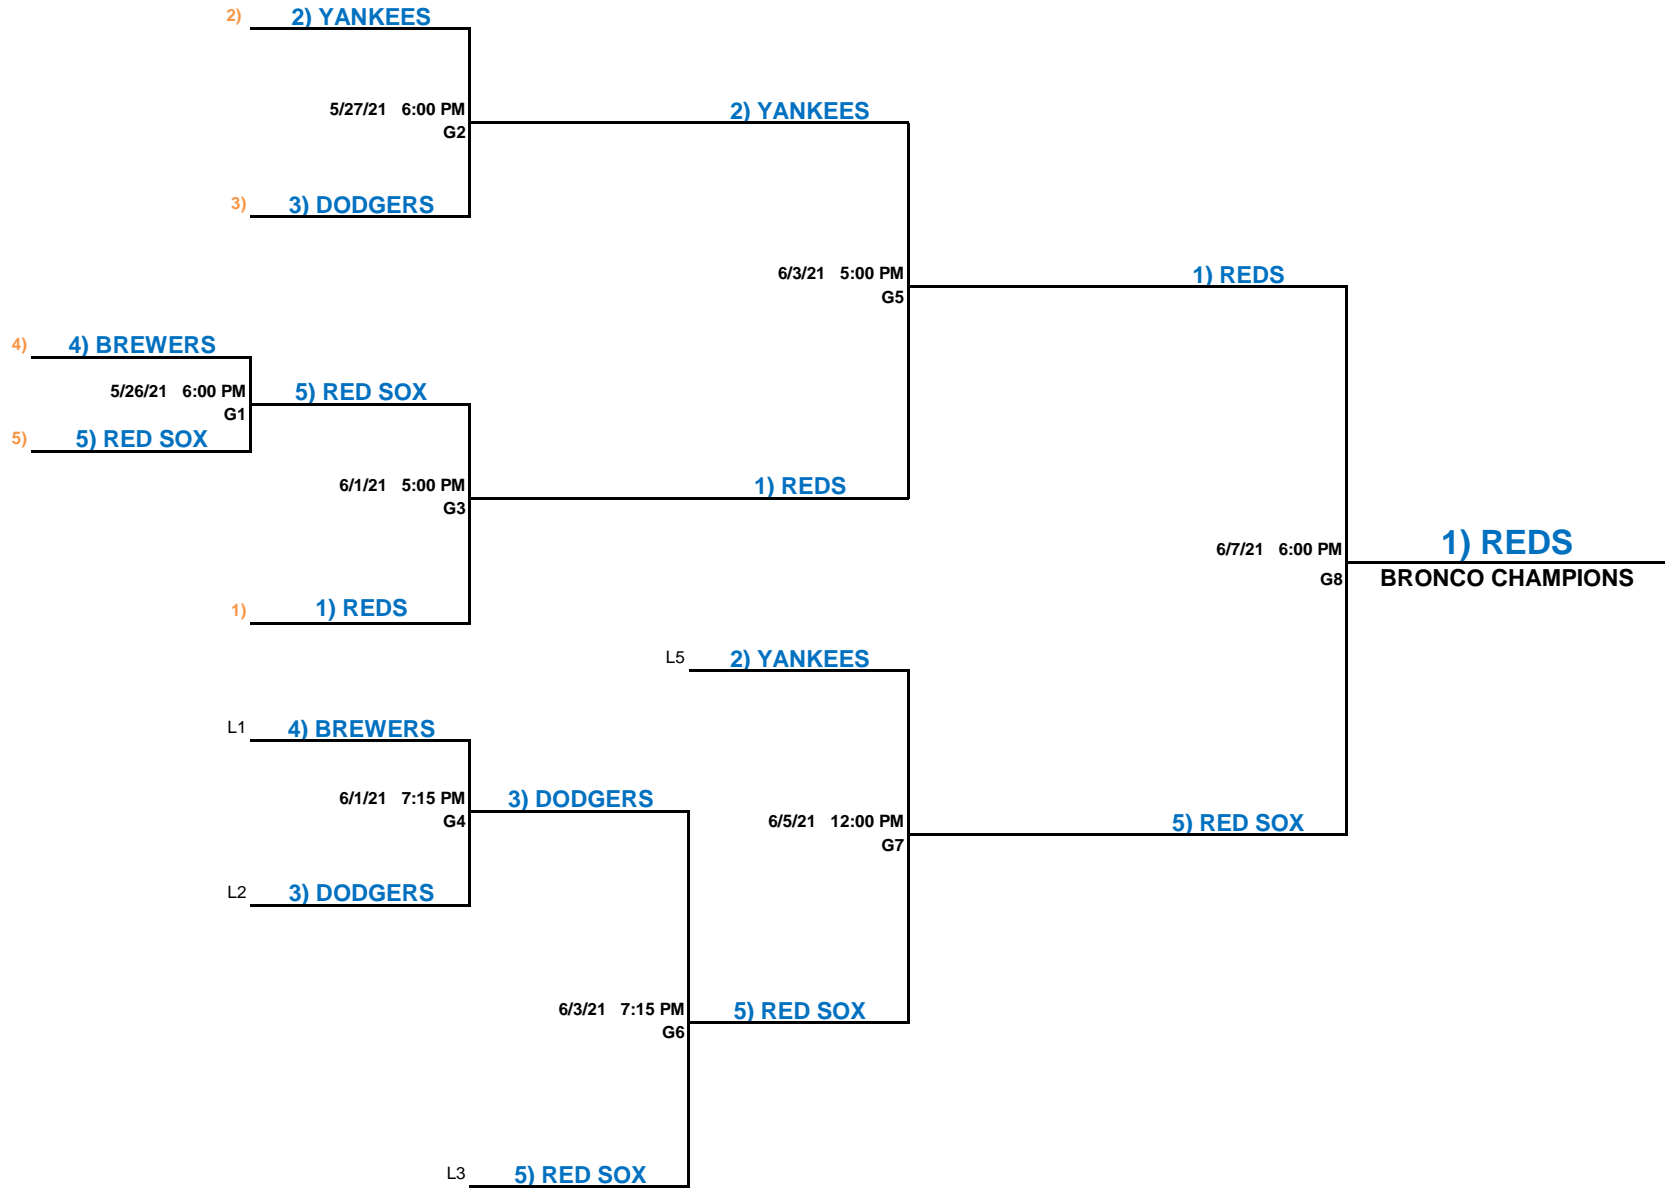 2) 2) YANKEES
5/27/21 6:00 PM
G2
2) YANKEES
3) 3) DODGERS
6/3/21 5:00 PM
G5
1) REDS
4) 4) BREWERS
5/26/21 6:00 PM
G1
5) RED SOX
5) 5) RED SOX
6/1/21 5:00 PM
G3
1) REDS
1) 1) REDS
6/7/21 6:00 PM
G8
1) REDS
BRONCO CHAMPIONS
L5 2) YANKEES
L1 4) BREWERS
6/1/21 7:15 PM
G4
3) DODGERS
L2 3) DODGERS
6/5/21 12:00 PM
G7
5) RED SOX
6/3/21 7:15 PM
G6
5) RED SOX
L3 5) RED SOX